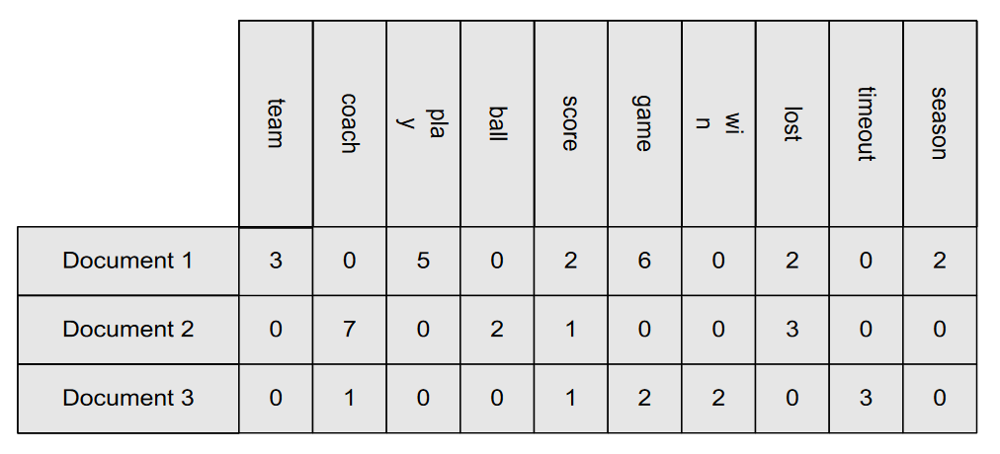 team coach pla
y ball score game wi
n lost timeout season
Document 1 3 0 5 0 2 6 0 2 0 2
Document 2 0 7 0 2 1 0 0 3 0 0
Document 3 0 1 0 0 1 2 2 0 3 0